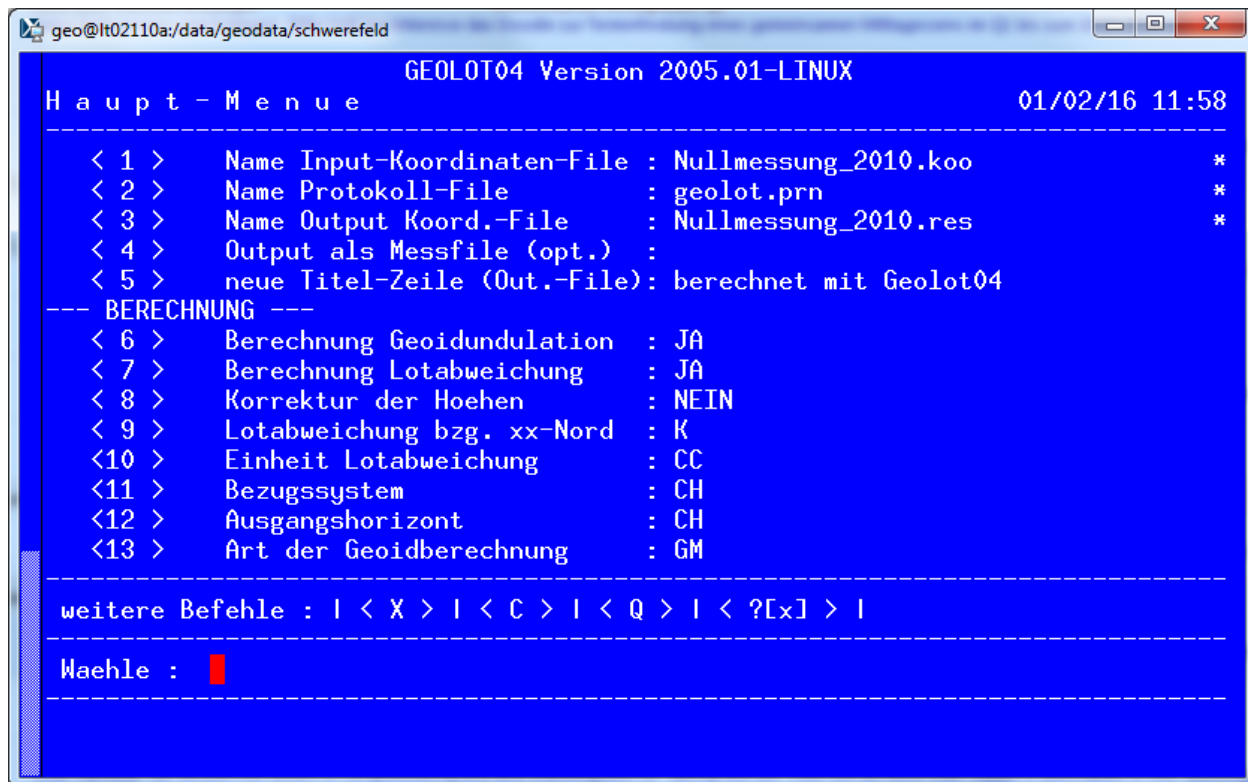 geo@lt02110a:/data/geodata/schwerefeld
GEOLOT04 Version 2005.01-LINUX
H a u p t - M e n u e 01/02/16 11:58
--------------------------------------------------------------------------------
< 1 > Name Input-Koordinaten-File : Nullmessung_2010.koo *
< 2 > Name Protokoll-File : geolot.prn *
< 3 > Name Output Koord.-File : Nullmessung_2010.res *
< 4 > Output als Messfile (opt.) :
< 5 > neue Titel-Zeile (Out.-File): berechnet mit Geolot04
--- BERECHNUNG ---
< 6 > Berechnung Geoidundulation : JA
< 7 > Berechnung Lotabweichung : JA
< 8 > Korrektur der Hoehen : NEIN
< 9 > Lotabweichung bzg. xx-Nord : K
<10 > Einheit Lotabweichung : CC
<11 > Bezugssystem : CH
<12 > Ausgangshorizont : CH
<13 > Art der Geoidberechnung : GM
--------------------------------------------------------------------------------
weitere Befehle : | < X > | < C > | < Q > | < ?[x] > |
--------------------------------------------------------------------------------
Waehle :
--------------------------------------------------------------------------------